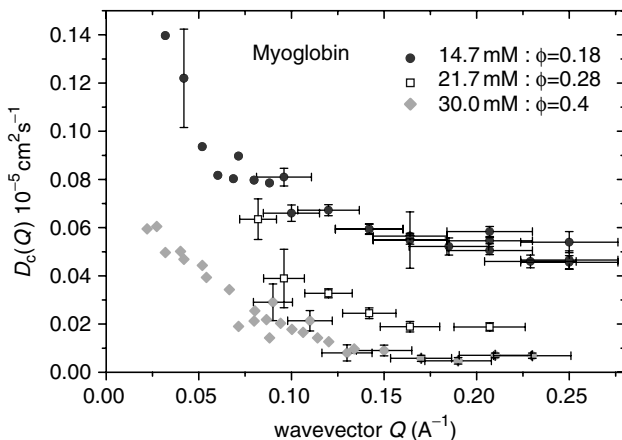 Myoglobin
14.7 mM : ϕ=0.18
21.7 mM : ϕ=0.28
30.0 mM : ϕ=0.4
D_c(Q) 10⁻⁵ cm² s⁻¹
0.14
0.12
0.10
0.08
0.06
0.04
0.02
0.00
0.00 0.05 0.10 0.15 0.20 0.25
wavevector Q (A⁻¹)